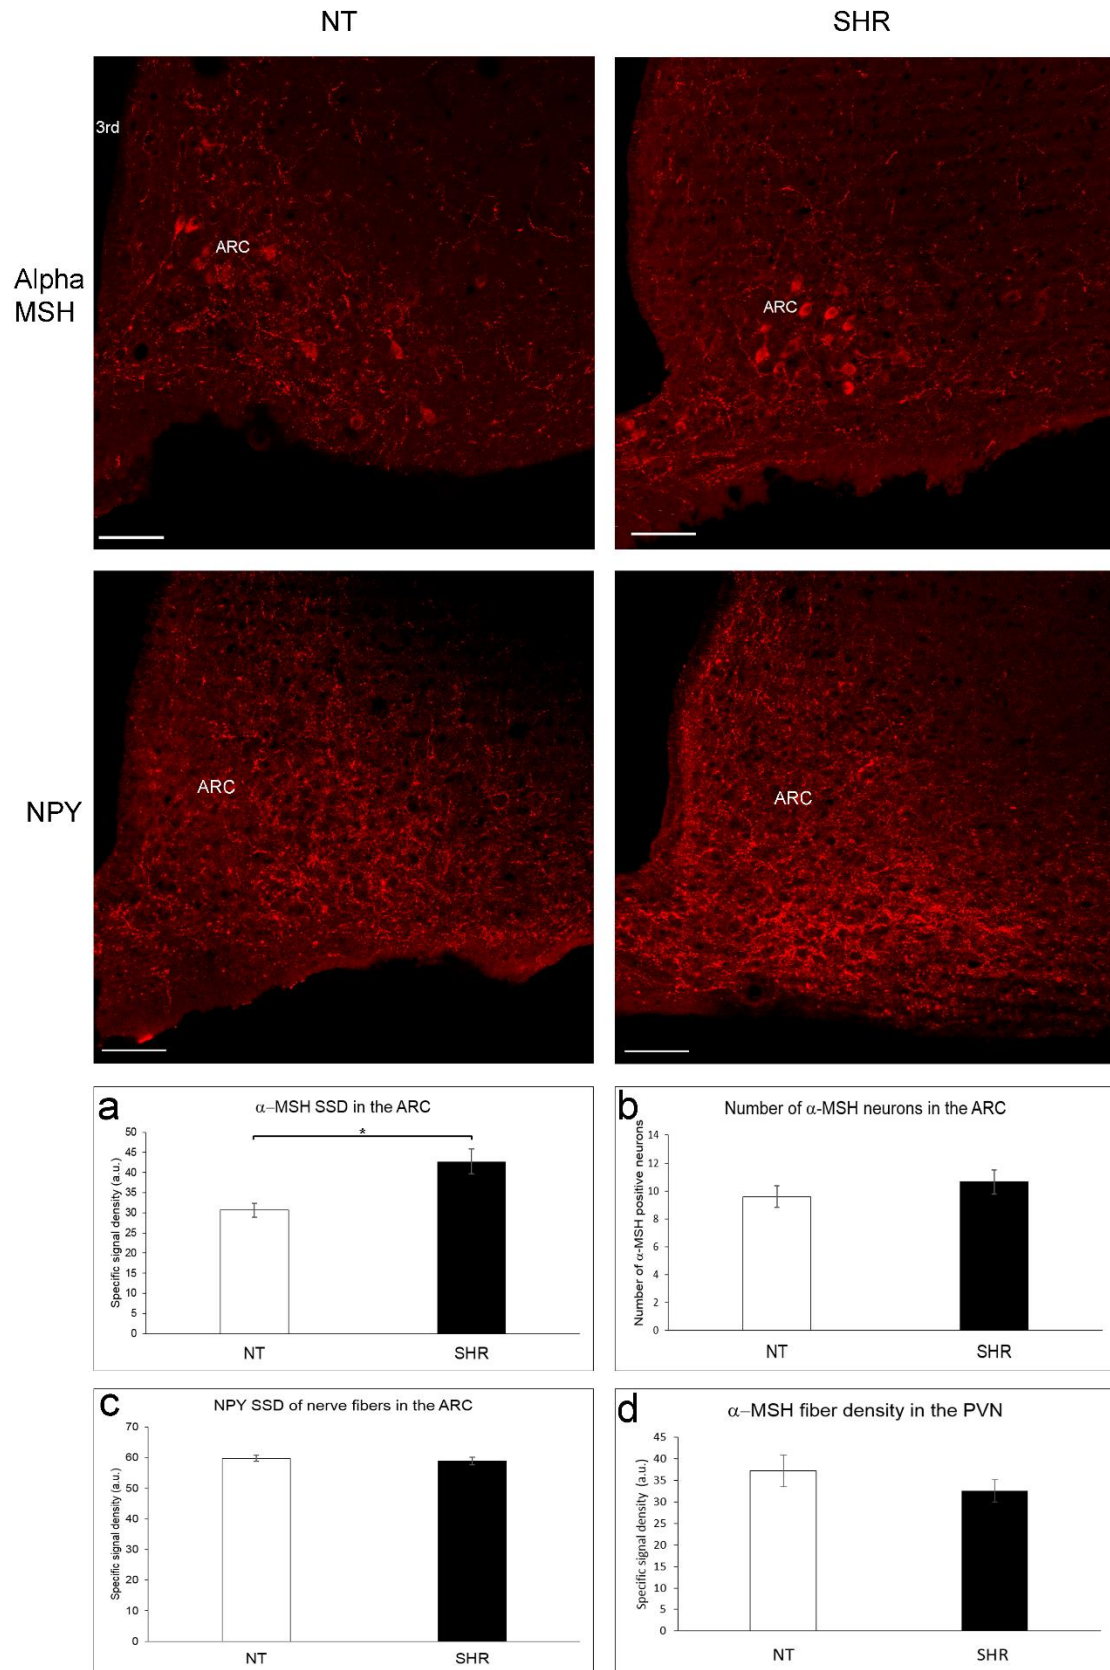 NT
SHR
Alpha
MSH
3rd
ARC
ARC
NPY
ARC
ARC
a
α–MSH SSD in the ARC
Specific signal density (a.u.)
50
45
40
35
30
25
20
15
10
5
0
*
NT
SHR
b
Number of α-MSH neurons in the ARC
Number of α-MSH positive neurons
14
12
10
8
6
4
2
0
NT
SHR
c
NPY SSD of nerve fibers in the ARC
Specific signal density (a.u.)
70
60
50
40
30
20
10
0
NT
SHR
d
α–MSH fiber density in the PVN
Specific signal density (a.u.)
45
40
35
30
25
20
15
10
5
0
NT
SHR